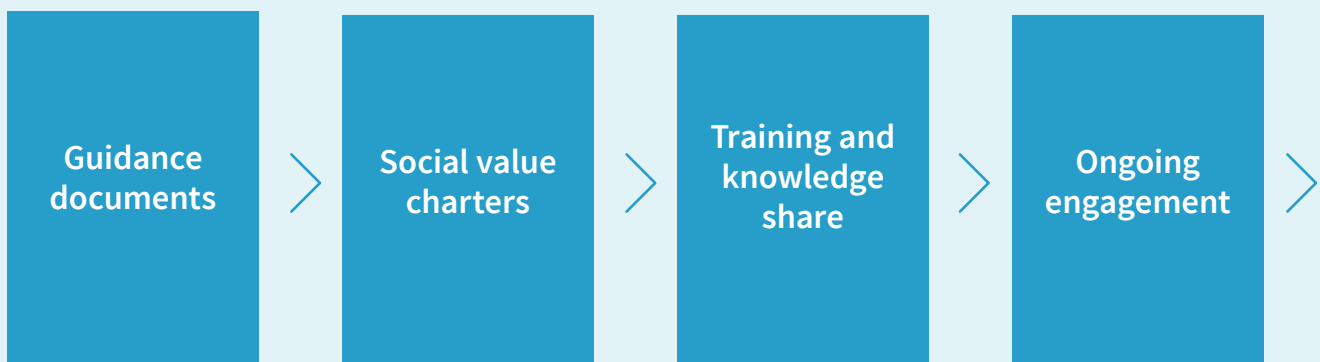 Guidance
documents
Social value
charters
Training and
knowledge
share
Ongoing
engagement